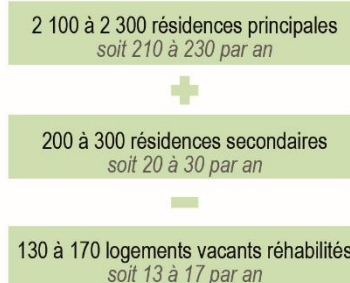 2 100 à 2 300 résidences principales
soit 210 à 230 par an
+
200 à 300 résidences secondaires
soit 20 à 30 par an
-
130 à 170 logements vacants réhabilités
soit 13 à 17 par an